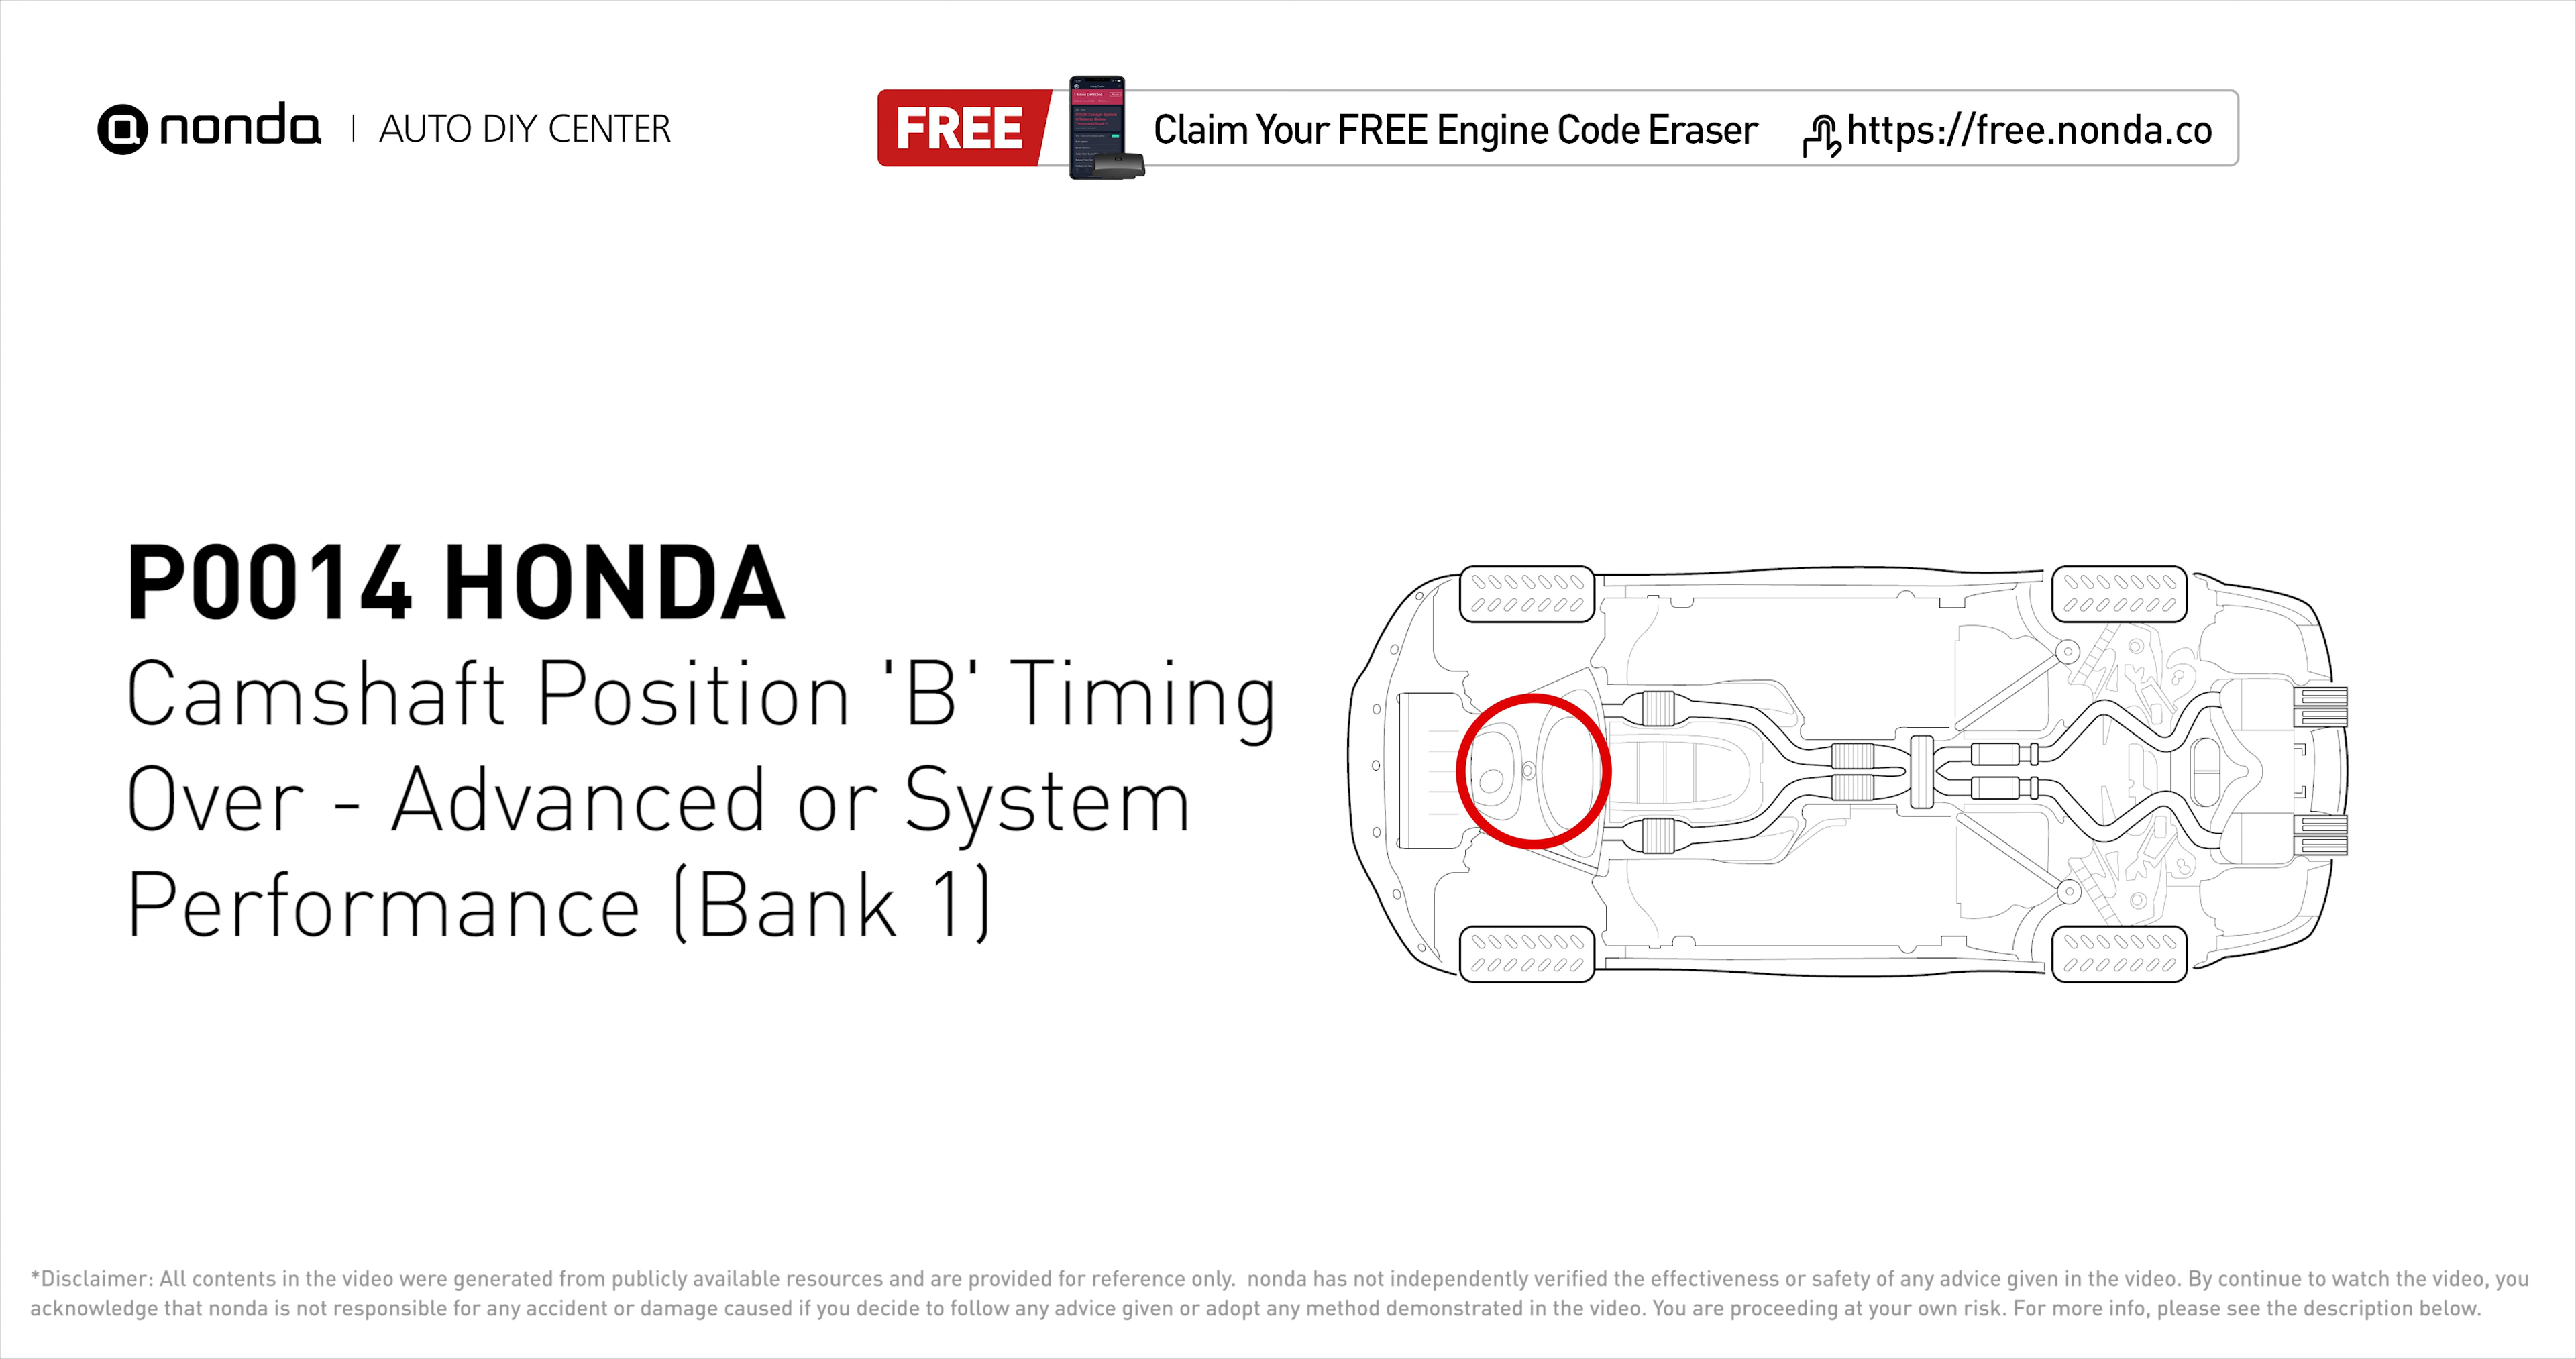 nonda | AUTO DIY CENTER
FREE
Claim Your FREE Engine Code Eraser
https://free.nonda.co
P0014 HONDA
Camshaft Position 'B' Timing
Over - Advanced or System
Performance (Bank 1)
*Disclaimer: All contents in the video were generated from publicly available resources and are provided for reference only. nonda has not independently verified the effectiveness or safety of any advice given in the video. By continue to watch the video, you
acknowledge that nonda is not responsible for any accident or damage caused if you decide to follow any advice given or adopt any method demonstrated in the video. You are proceeding at your own risk. For more info, please see the description below.